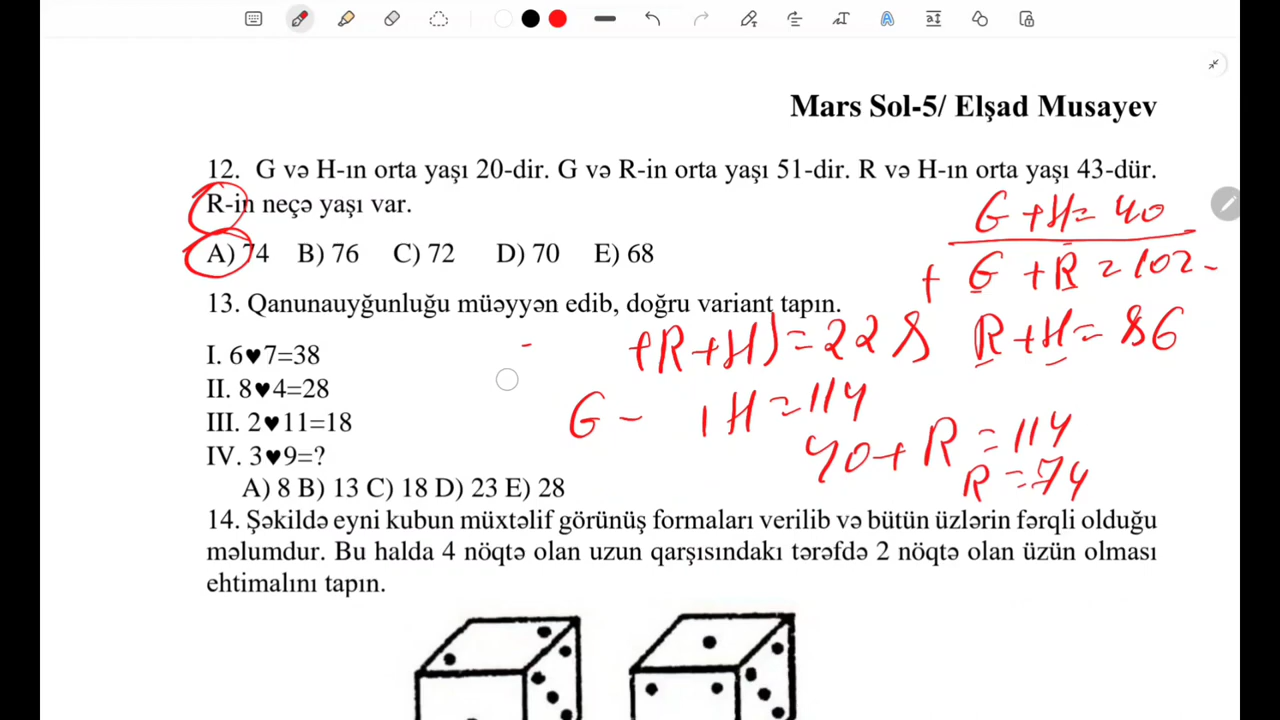 Mars Sol-5/ Elşad Musayev
12. G və H-ın orta yaşı 20-dir. G və R-in orta yaşı 51-dir. R və H-ın orta yaşı 43-dür.
R-in neçə yaşı var.
G+H=40
A) 74 B) 76 C) 72 D) 70 E) 68
+ G+R=102
13. Qanunauyğunluğu müəyyən edib, doğru variant tapın.
+R+H)=228 R+H=86
I. 6♥7=38
II. 8♥4=28
G H=114
III. 2♥11=18
40+R=114
IV. 3♥9=?
R=74
A) 8 B) 13 C) 18 D) 23 E) 28
14. Şəkildə eyni kubun müxtəlif görünüş formaları verilib və bütün üzlərin fərqli olduğu
məlumdur. Bu halda 4 nöqtə olan uzun qarşısındakı tərəfdə 2 nöqtə olan üzün olması
ehtimalını tapın.